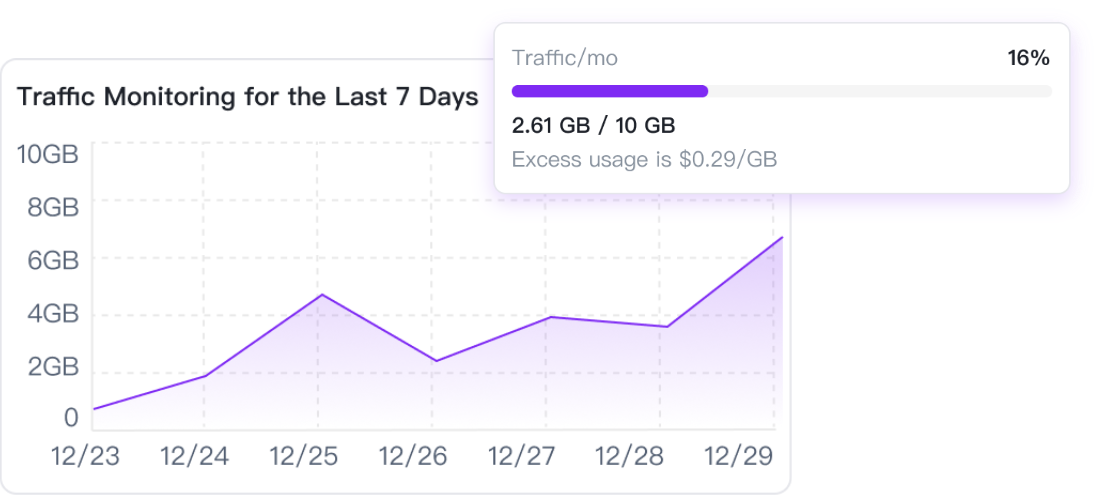 Traffic/mo 16%
2.61 GB / 10 GB
Excess usage is $0.29/GB
Traffic Monitoring for the Last 7 Days
10GB
8GB
6GB
4GB
2GB
0
12/23 12/24 12/25 12/26 12/27 12/28 12/29